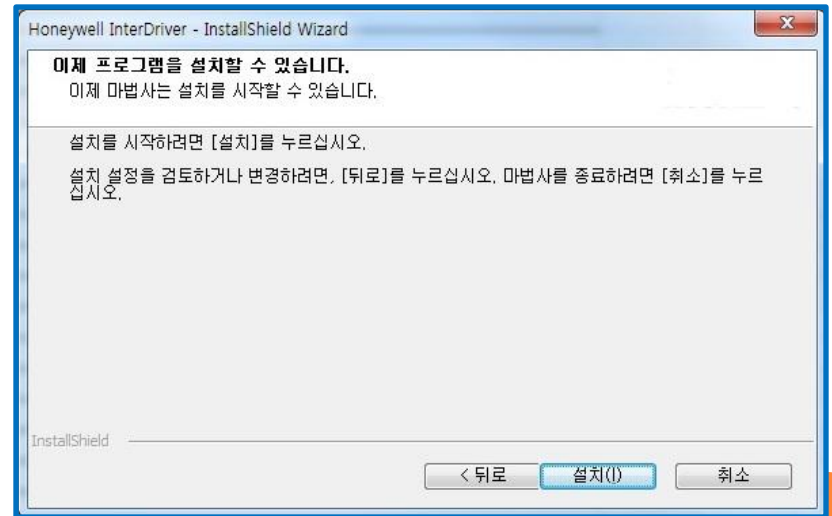 Honeywell InterDriver - InstallShield Wizard
이제 프로그램을 설치할 수 있습니다.
이제 마법사는 설치를 시작할 수 있습니다.
설치를 시작하려면 [설치]를 누르십시오.
설치 설정을 검토하거나 변경하려면, [뒤로]를 누르십시오. 마법사를 종료하려면 [취소]를 누르
십시오.
InstallShield
< 뒤로 설치(I) 취소